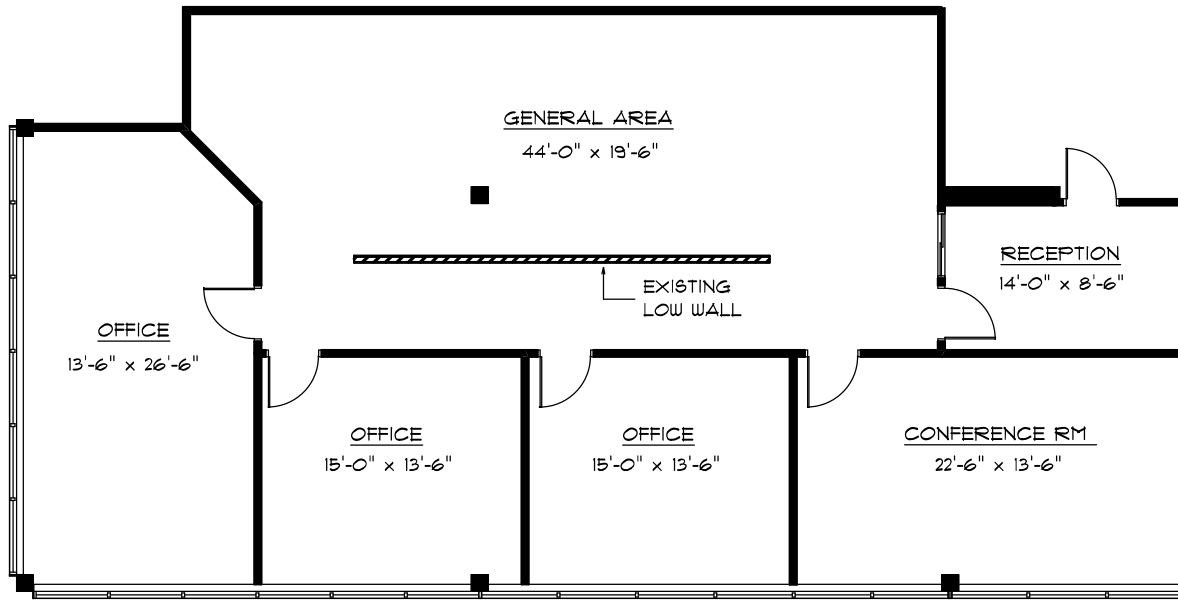 GENERAL AREA
44'-0" x 19'-6"
RECEPTION
14'-0" x 8'-6"
EXISTING
LOW WALL
OFFICE
13'-6" x 26'-6"
OFFICE
15'-0" x 13'-6"
OFFICE
15'-0" x 13'-6"
CONFERENCE RM
22'-6" x 13'-6"